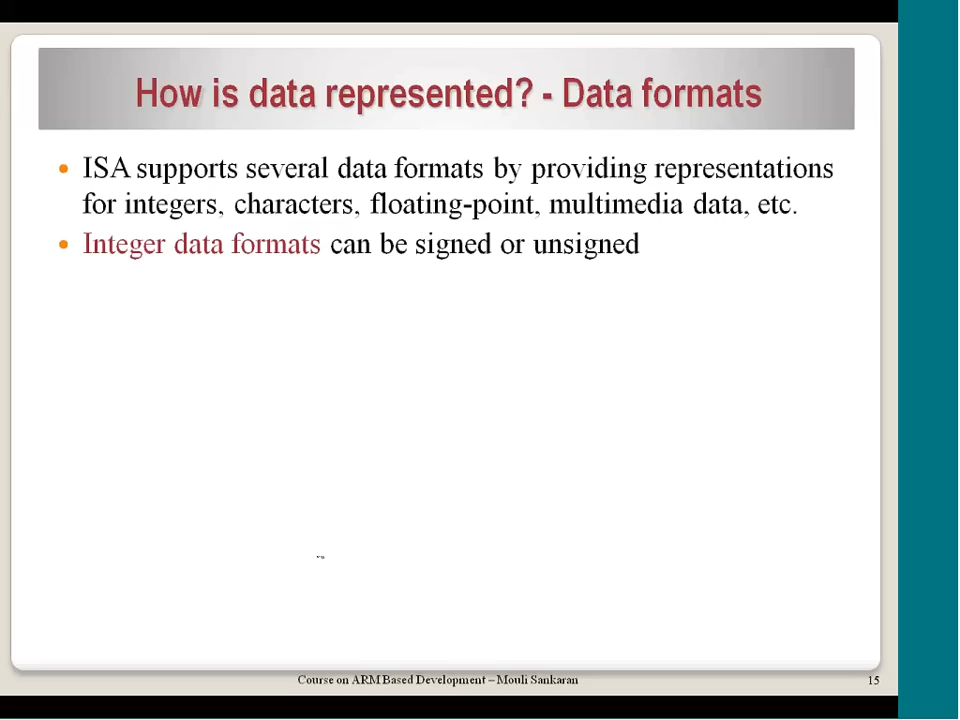 How is data represented? - Data formats
• ISA supports several data formats by providing representations
for integers, characters, floating-point, multimedia data, etc.
• Integer data formats can be signed or unsigned
Course on ARM Based Development – Mouli Sankaran
15